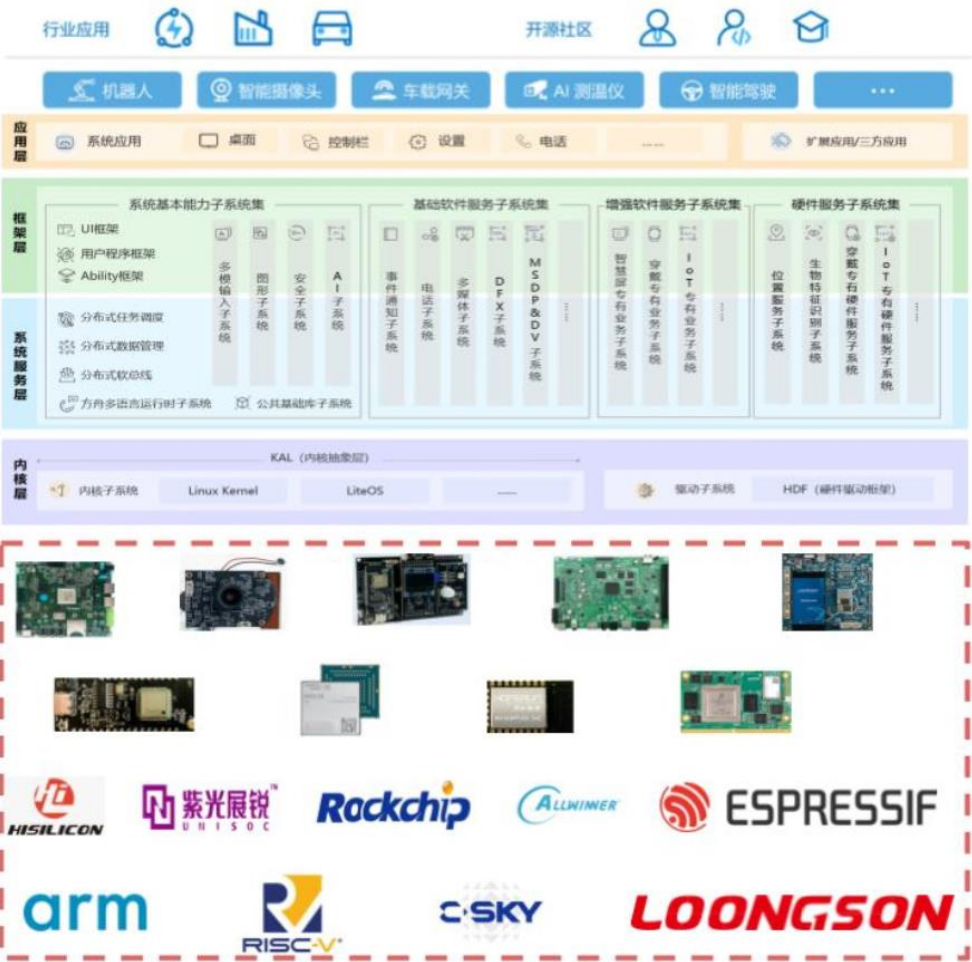 行业应用
开源社区
机器人
智能摄像头
车载网关
AI 测温仪
智能驾驶
...
应用层
系统应用
桌面
控制栏
设置
电话
......
扩展应用/三方应用
框架层
系统服务层
系统基本能力子系统集
UI框架
用户程序框架
Ability框架
分布式任务调度
分布式数据管理
分布式软总线
方舟多语言运行时子系统
公共基础库子系统
多模输入子系统
图形子系统
安全子系统
AI子系统
基础软件服务子系统集
事件通知子系统
电话子系统
多媒体子系统
DFX子系统
MSDP&DV子系统
......
增强软件服务子系统集
智慧屏专有业务子系统
穿戴专有业务子系统
IoT专有业务子系统
......
硬件服务子系统集
位置服务子系统
生物特征识别子系统
穿戴专有硬件服务子系统
IoT专有硬件服务子系统
......
内核层
KAL（内核抽象层）
内核子系统
Linux Kernel
LiteOS
......
驱动子系统
HDF（硬件驱动框架）
Hi
HISILICON
紫光展锐
UNISOC
Rockchip
ALLWINNER
ESPRESSIF
arm
RISC-V
C-SKY
LOONGSON